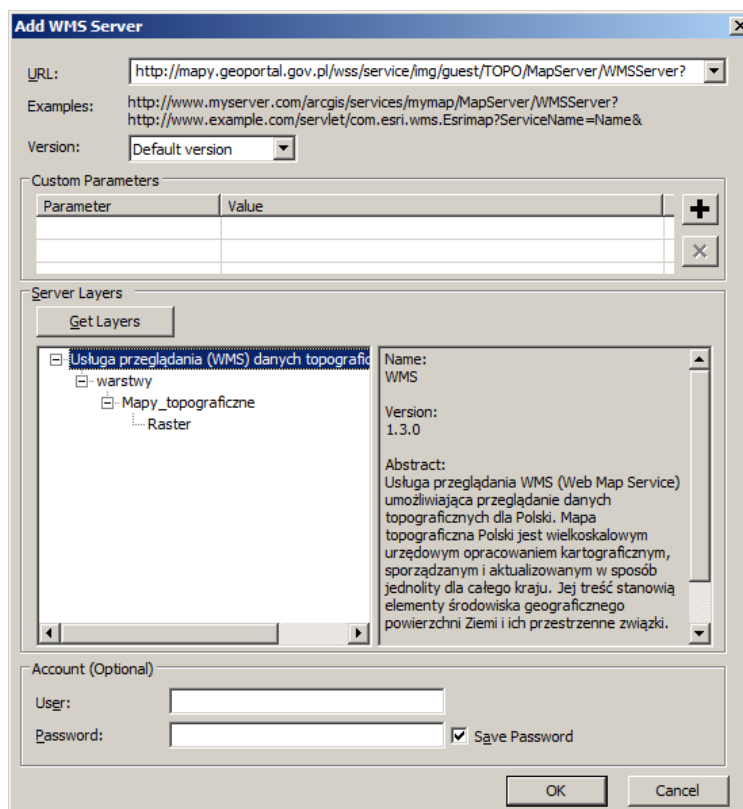 Add WMS Server
URL: http://mapy.geoportal.gov.pl/wss/service/img/guest/TOPO/MapServer/WMSServer?
Examples: http://www.myserver.com/arcgis/services/mymap/MapServer/WMSServer?
http://www.example.com/servlet/com.esri.wms.Esrimap?ServiceName=Name&
Version: Default version
Custom Parameters
Parameter Value
Server Layers
Get Layers
Usługa przeglądania (WMS) danych topografic
warstwy
Mapy_topograficzne
Raster
Name:
WMS
Version:
1.3.0
Abstract:
Usługa przeglądania WMS (Web Map Service)
umożliwiająca przeglądanie danych
topograficznych dla Polski. Mapa
topograficzna Polski jest wielkoskalowym
urzędowym opracowaniem kartograficznym,
sporządzanym i aktualizowanym w sposób
jednolity dla całego kraju. Jej treść stanowią
elementy środowiska geograficznego
powierzchni Ziemi i ich przestrzenne związki.
Account (Optional)
User:
Password:
Save Password
OK Cancel